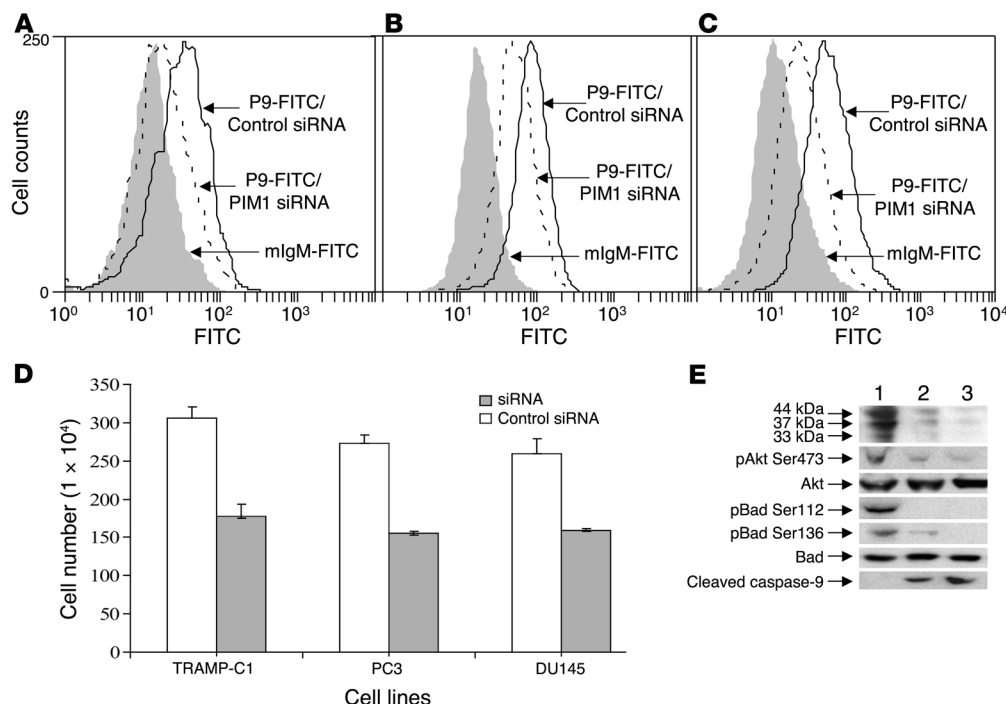 A
B
C
250
Cell counts
0
P9-FITC/
Control siRNA
P9-FITC/
PIM1 siRNA
mIgM-FITC
10⁰ 10¹ 10² 10³
FITC
P9-FITC/
Control siRNA
P9-FITC/
PIM1 siRNA
mIgM-FITC
10¹ 10² 10³
FITC
P9-FITC/
Control siRNA
P9-FITC/
PIM1 siRNA
mIgM-FITC
10¹ 10² 10³ 10⁴
FITC
D
Cell number (1 × 10⁴)
350
300
250
200
150
100
50
0
siRNA
Control siRNA
TRAMP-C1 PC3 DU145
Cell lines
E
1 2 3
44 kDa
37 kDa
33 kDa
pAkt Ser473
Akt
pBad Ser112
pBad Ser136
Bad
Cleaved caspase-9